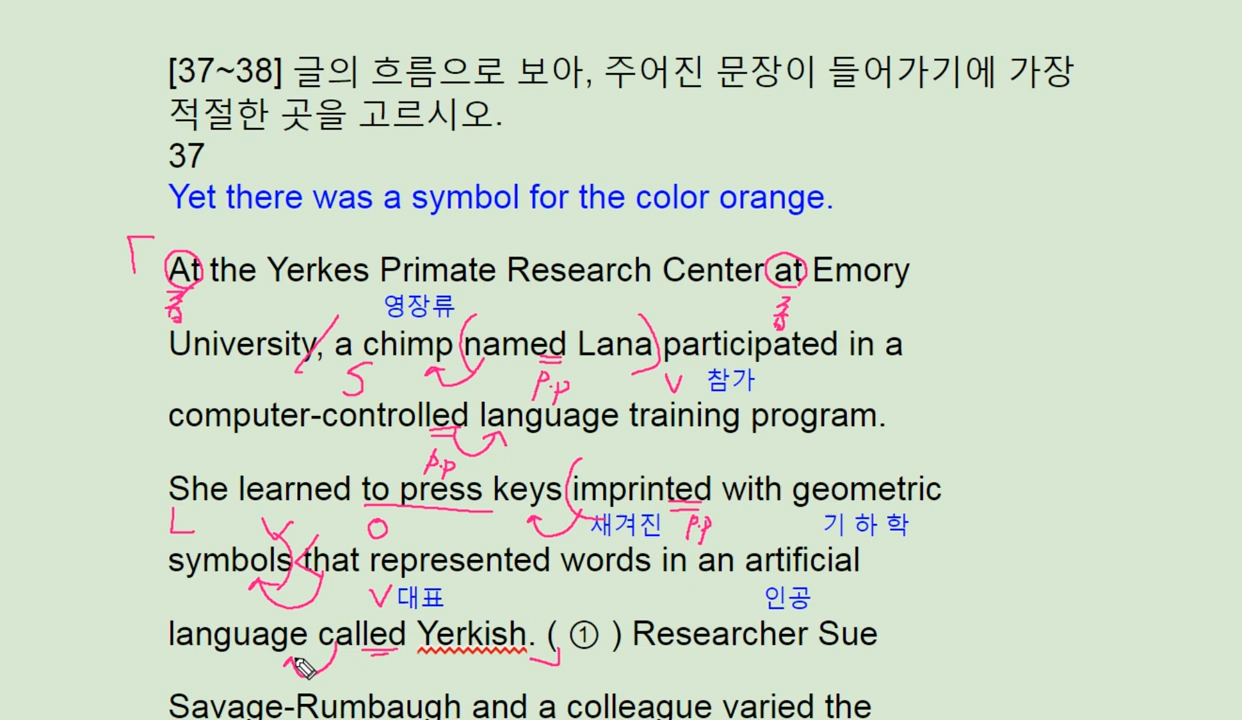 [37~38] 글의 흐름으로 보아, 주어진 문장이 들어가기에 가장
적절한 곳을 고르시오.
37
Yet there was a symbol for the color orange.
At the Yerkes Primate Research Center at Emory
영장류
University, a chimp named Lana participated in a
S p.p V 참가
computer-controlled language training program.
p.p
She learned to press keys imprinted with geometric
O 새겨진 p.p 기 하 학
symbols that represented words in an artificial
V 대표 인공
language called Yerkish. ( ① ) Researcher Sue
Savage-Rumbaugh and a colleague varied the